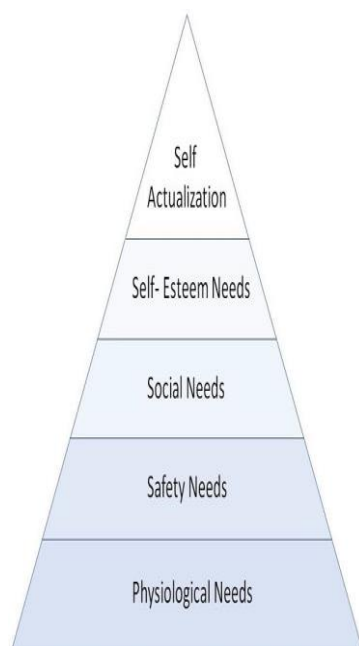 Self
Actualization
Self- Esteem Needs
Social Needs
Safety Needs
Physiological Needs